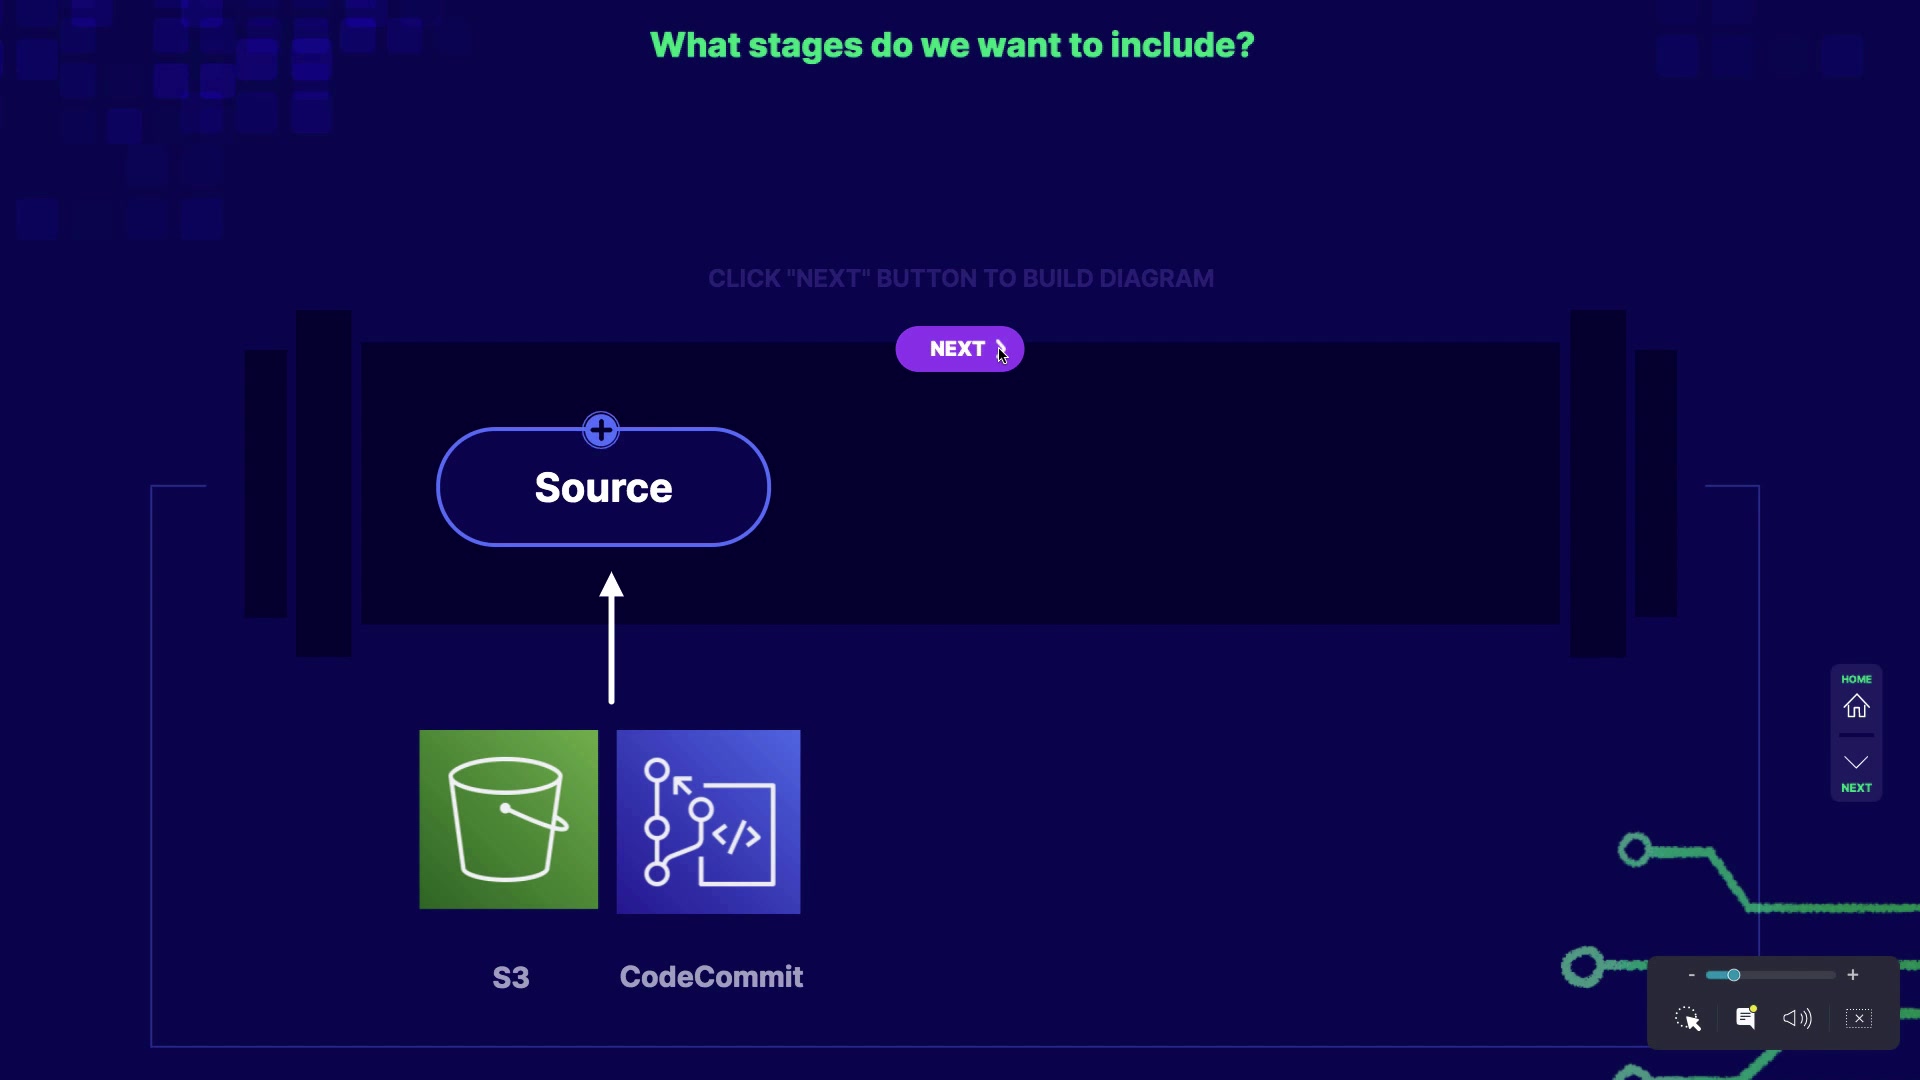 What stages do we want to include?
CLICK "NEXT" BUTTON TO BUILD DIAGRAM
NEXT
Source
HOME
NEXT
S3
CodeCommit
- +